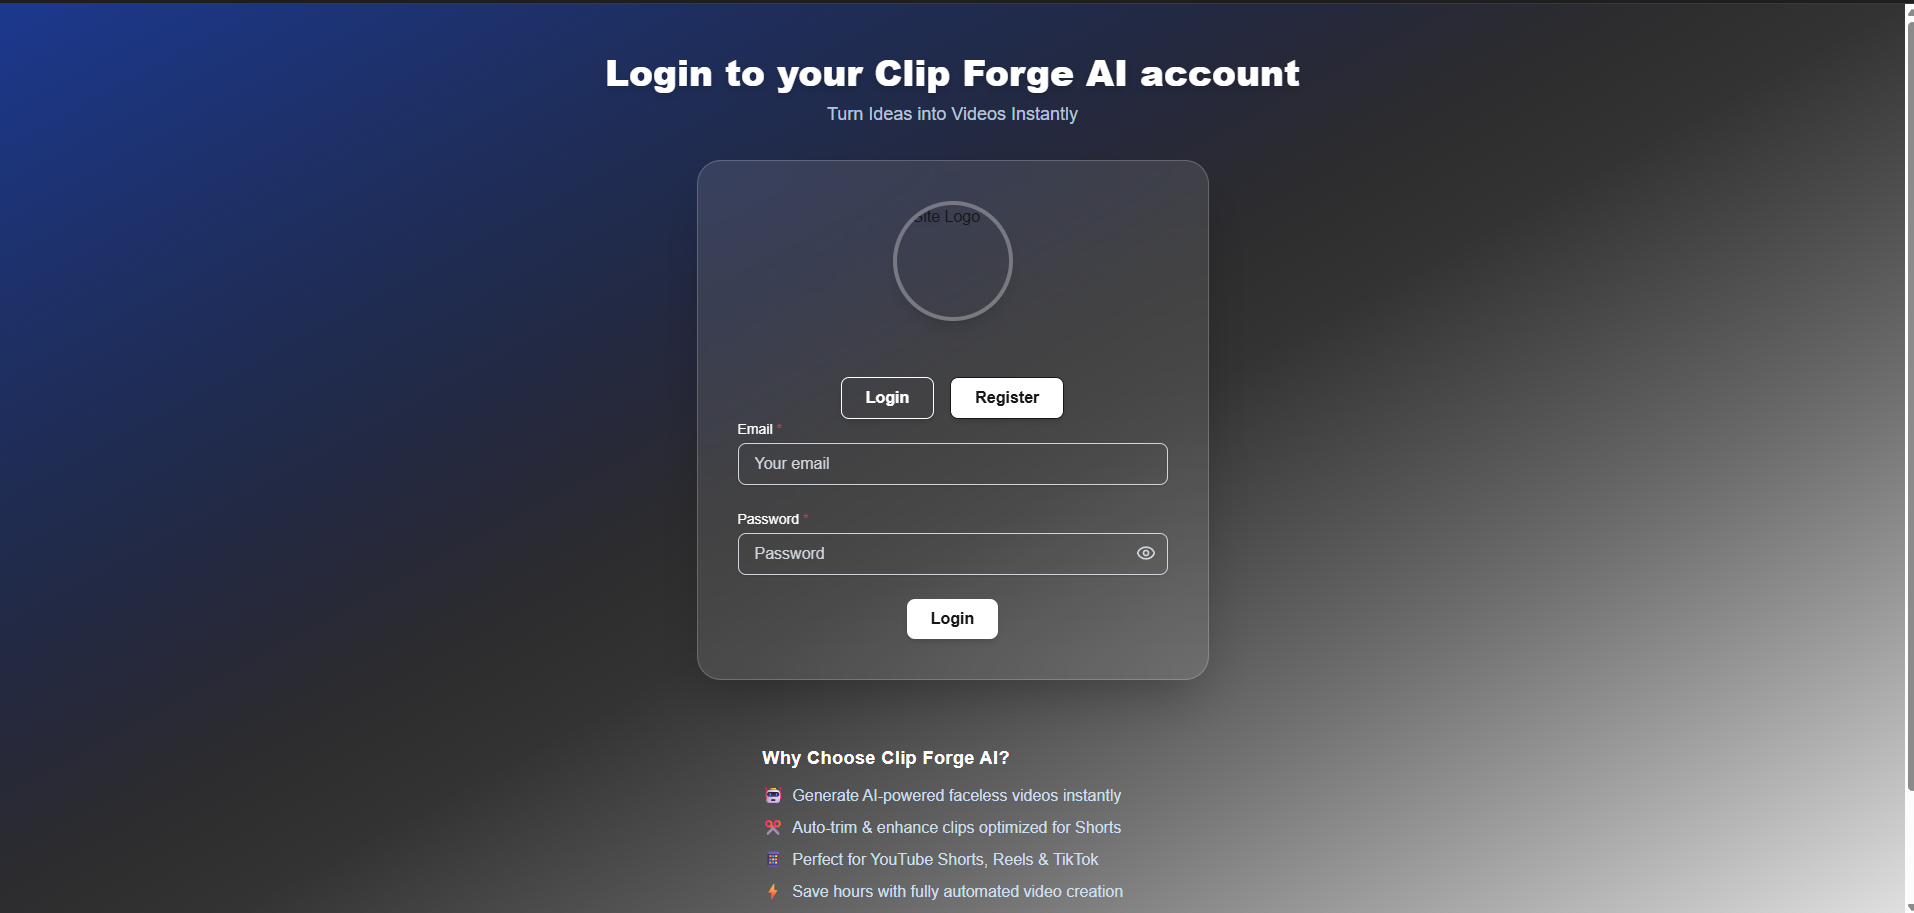 Login to your Clip Forge AI account
Turn Ideas into Videos Instantly
Site Logo
Login Register
Email *
Your email
Password *
Password
Login
Why Choose Clip Forge AI?
Generate AI-powered faceless videos instantly
Auto-trim & enhance clips optimized for Shorts
Perfect for YouTube Shorts, Reels & TikTok
Save hours with fully automated video creation